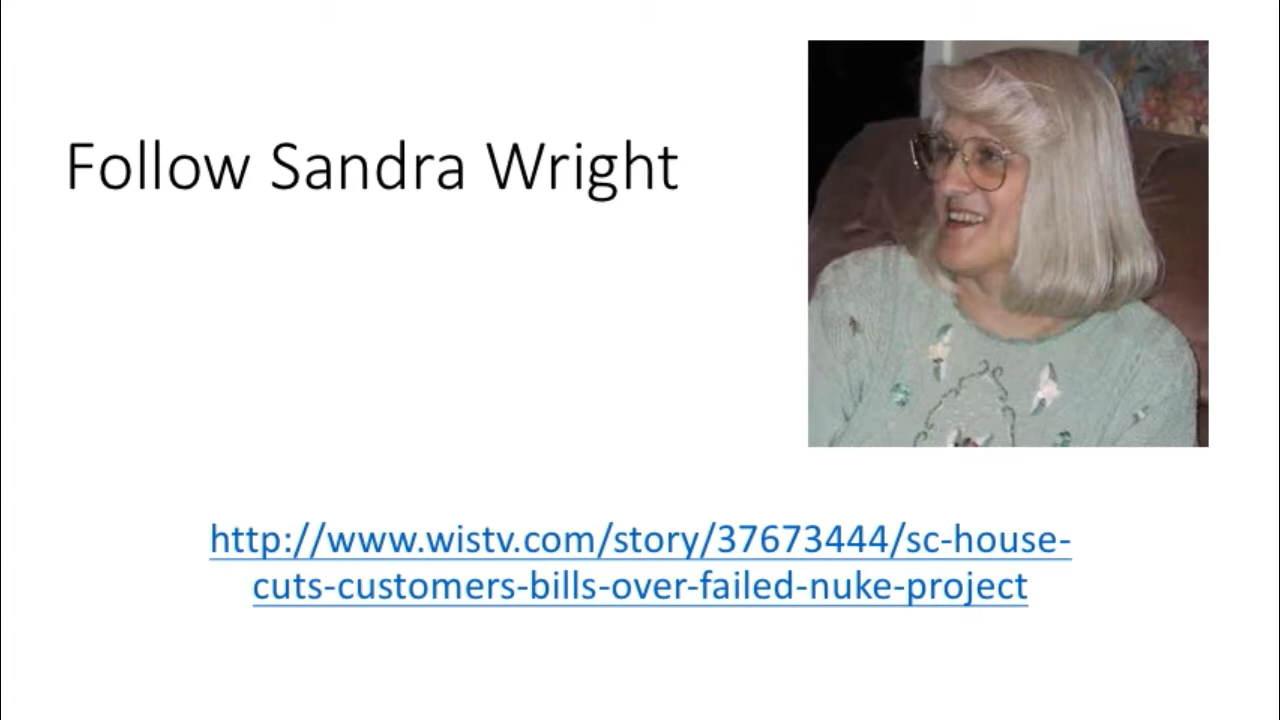 Follow Sandra Wright
http://www.wistv.com/story/37673444/sc-house-
cuts-customers-bills-over-failed-nuke-project